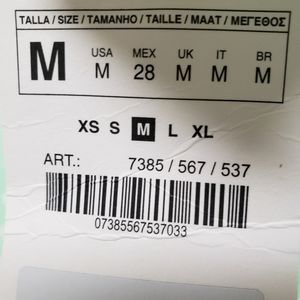 TALLA / SIZE / TAMANHO / TAILLE / MAAT / ΜΕΓΕΘΟΣ
M USA MEX UK IT BR
M 28 M M M
XS S M L XL
ART.: 7385 / 567 / 537
07385567537033